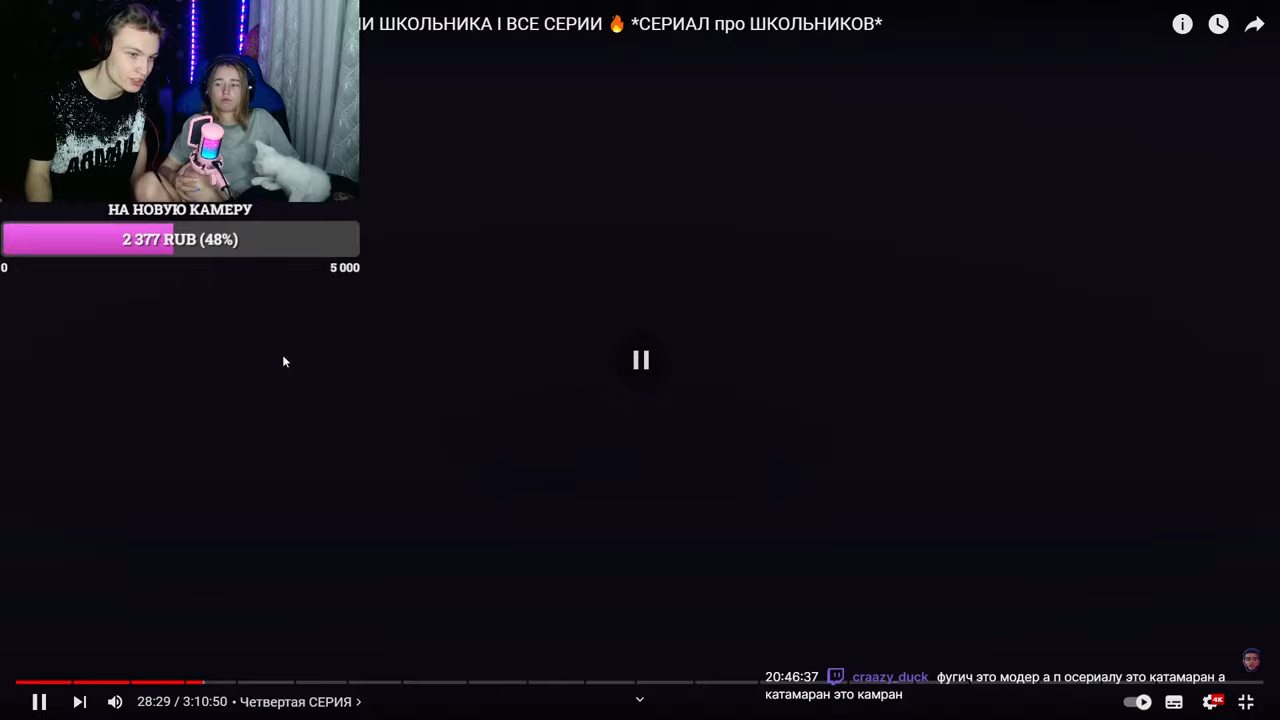 И ШКОЛЬНИКА I ВСЕ СЕРИИ 🔥 *СЕРИАЛ про ШКОЛЬНИКОВ*
НА НОВУЮ КАМЕРУ
2 377 RUB (48%)
0 5 000
20:46:37 craazy_duck фугич это модер а п осериалу это катамаран а
катамаран это камран
28:29 / 3:10:50 • Четвертая СЕРИЯ
4K